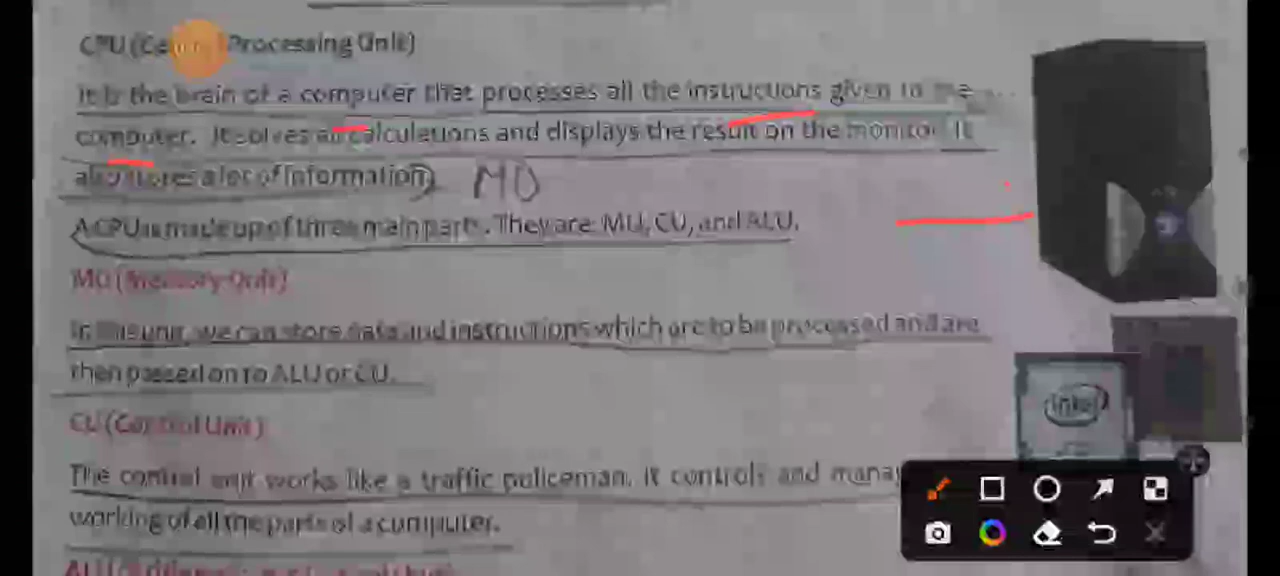 CPU (Central Processing Unit)
It is the brain of a computer that processes all the instructions given to the
computer. It solves all calculations and displays the result on the monitor. It
also stores a lot of information. MU
A CPU is made up of three main parts. They are MU, CU, and ALU.
MU (Memory Unit)
In this unit, we can store data and instructions which are to be processed and are
then passed on to ALU or CU.
intel
CU (Control Unit)
The control unit works like a traffic policeman. It controls and
working of all the parts of a computer.